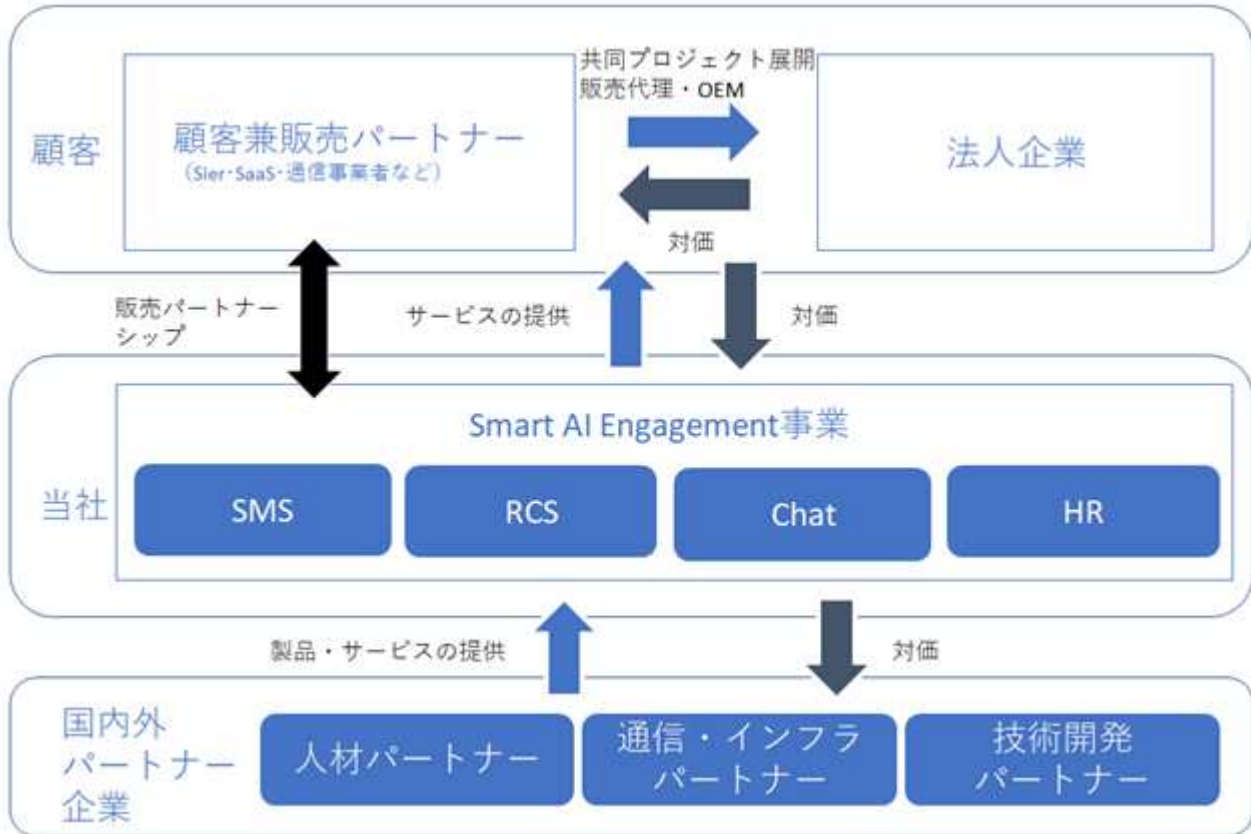 共同プロジェクト展開
販売代理・OEM
顧客
顧客兼販売パートナー
（SIer･SaaS･通信事業者など）
法人企業
対価
販売パートナー
シップ
サービスの提供
対価
Smart AI Engagement事業
当社
SMS
RCS
Chat
HR
製品・サービスの提供
対価
国内外
パートナー
企業
人材パートナー
通信・インフラ
パートナー
技術開発
パートナー